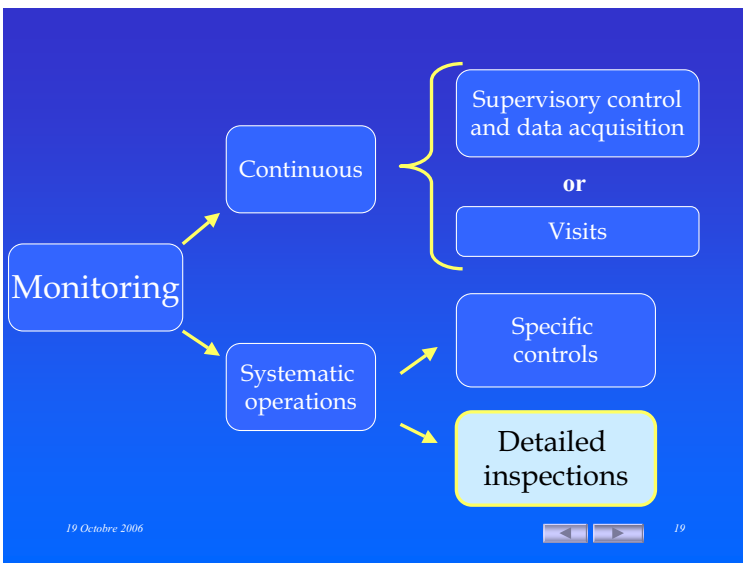 Supervisory control
and data acquisition
Continuous
or
Visits
Monitoring
Specific
controls
Systematic
operations
Detailed
inspections
19 Octobre 2006
19